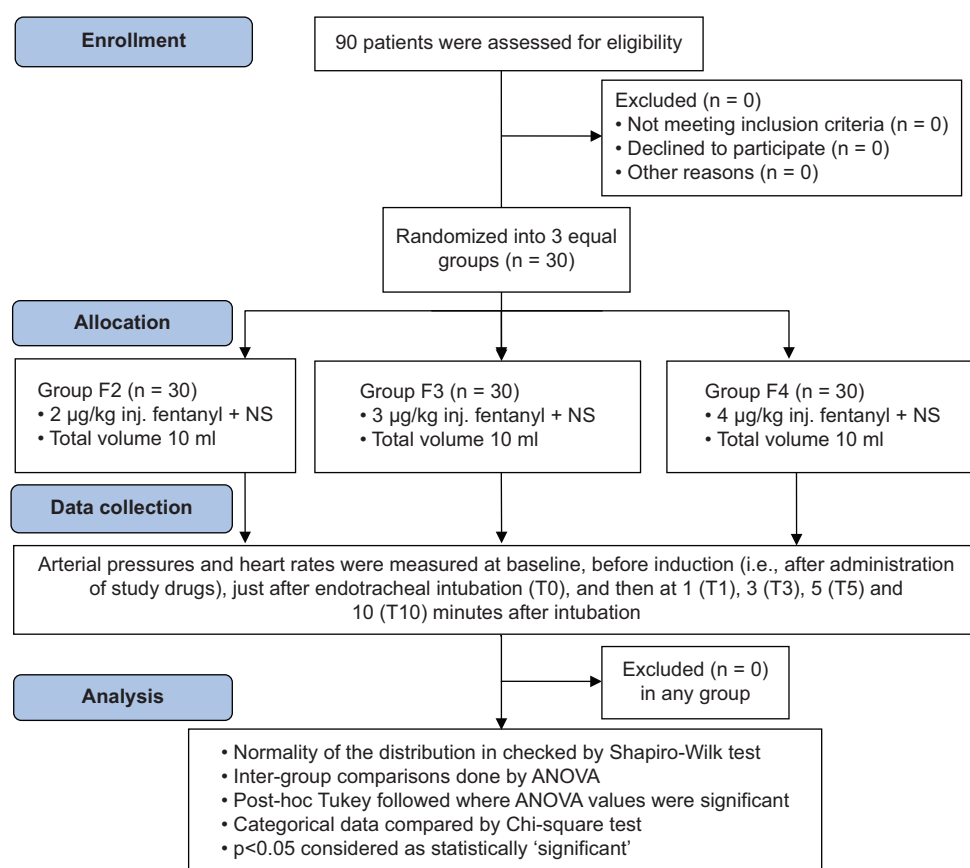 Enrollment
90 patients were assessed for eligibility
Excluded (n = 0)
• Not meeting inclusion criteria (n = 0)
• Declined to participate (n = 0)
• Other reasons (n = 0)
Randomized into 3 equal
groups (n = 30)
Allocation
Group F2 (n = 30)
• 2 µg/kg inj. fentanyl + NS
• Total volume 10 ml
Group F3 (n = 30)
• 3 µg/kg inj. fentanyl + NS
• Total volume 10 ml
Group F4 (n = 30)
• 4 µg/kg inj. fentanyl + NS
• Total volume 10 ml
Data collection
Arterial pressures and heart rates were measured at baseline, before induction (i.e., after administration
of study drugs), just after endotracheal intubation (T0), and then at 1 (T1), 3 (T3), 5 (T5) and
10 (T10) minutes after intubation
Excluded (n = 0)
in any group
Analysis
• Normality of the distribution in checked by Shapiro-Wilk test
• Inter-group comparisons done by ANOVA
• Post-hoc Tukey followed where ANOVA values were significant
• Categorical data compared by Chi-square test
• p<0.05 considered as statistically ‘significant’